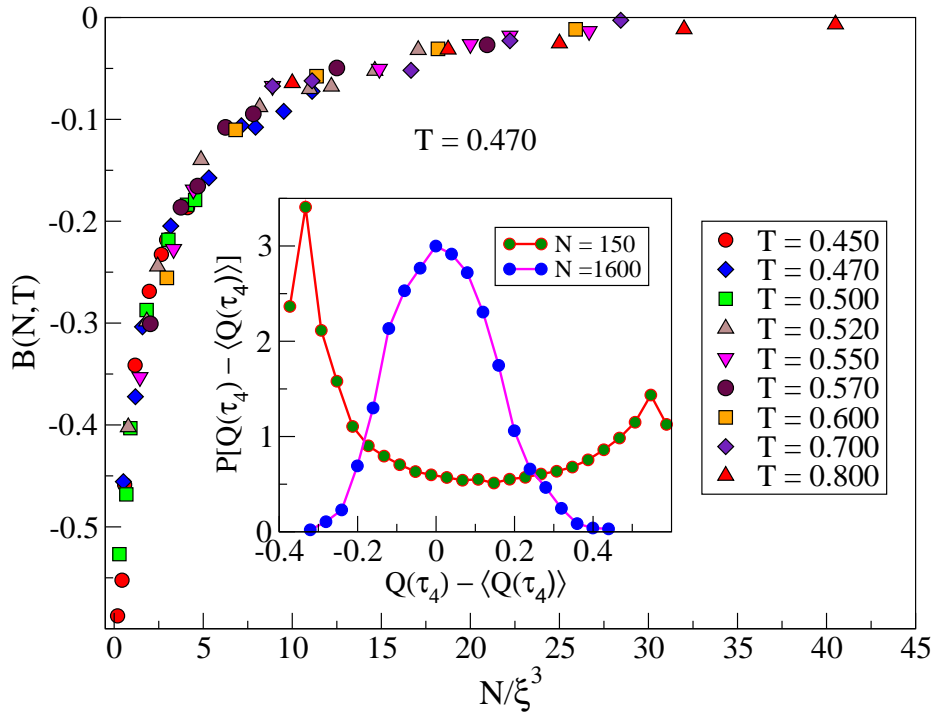 0
-0.1
-0.2
-0.3
-0.4
-0.5
B(N,T)
0 5 10 15 20 25 30 35 40 45
N/ξ³
T = 0.470
T = 0.450
T = 0.470
T = 0.500
T = 0.520
T = 0.550
T = 0.570
T = 0.600
T = 0.700
T = 0.800
N = 150
N =1600
3
2
1
0
P[Q(τ₄) − ⟨Q(τ₄)⟩]
-0.4 -0.2 0 0.2 0.4
Q(τ₄) − ⟨Q(τ₄)⟩